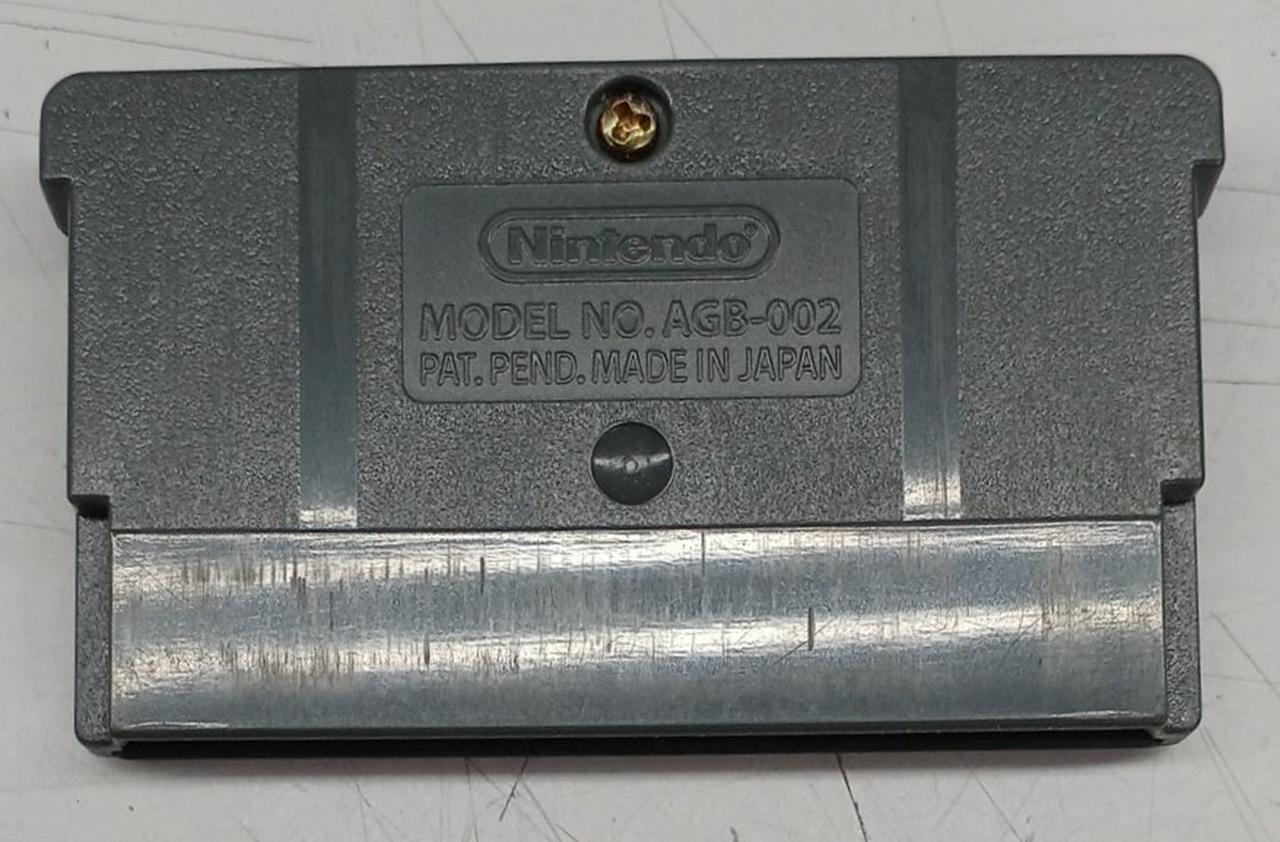 Nintendo®
MODEL NO. AGB-002
PAT. PEND. MADE IN JAPAN